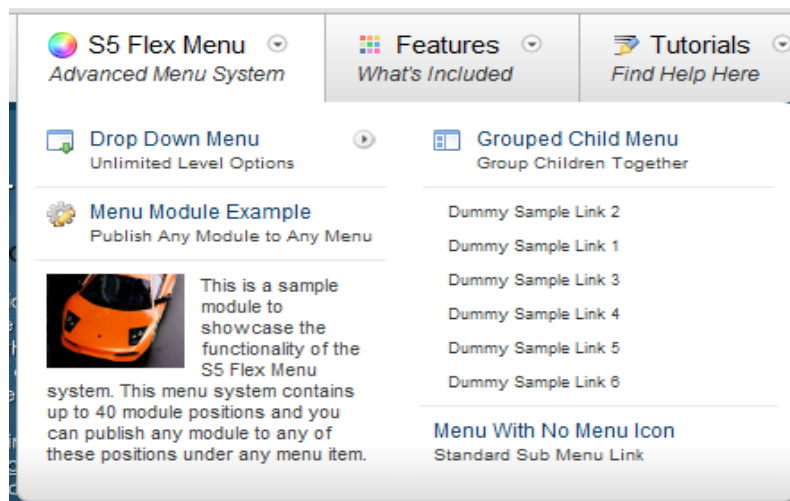 S5 Flex Menu
Advanced Menu System
Features
What's Included
Tutorials
Find Help Here
Drop Down Menu
Unlimited Level Options
Menu Module Example
Publish Any Module to Any Menu
This is a sample
module to
showcase the
functionality of the
S5 Flex Menu
system. This menu system contains
up to 40 module positions and you
can publish any module to any of
these positions under any menu item.
Grouped Child Menu
Group Children Together
Dummy Sample Link 2
Dummy Sample Link 1
Dummy Sample Link 3
Dummy Sample Link 4
Dummy Sample Link 5
Dummy Sample Link 6
Menu With No Menu Icon
Standard Sub Menu Link